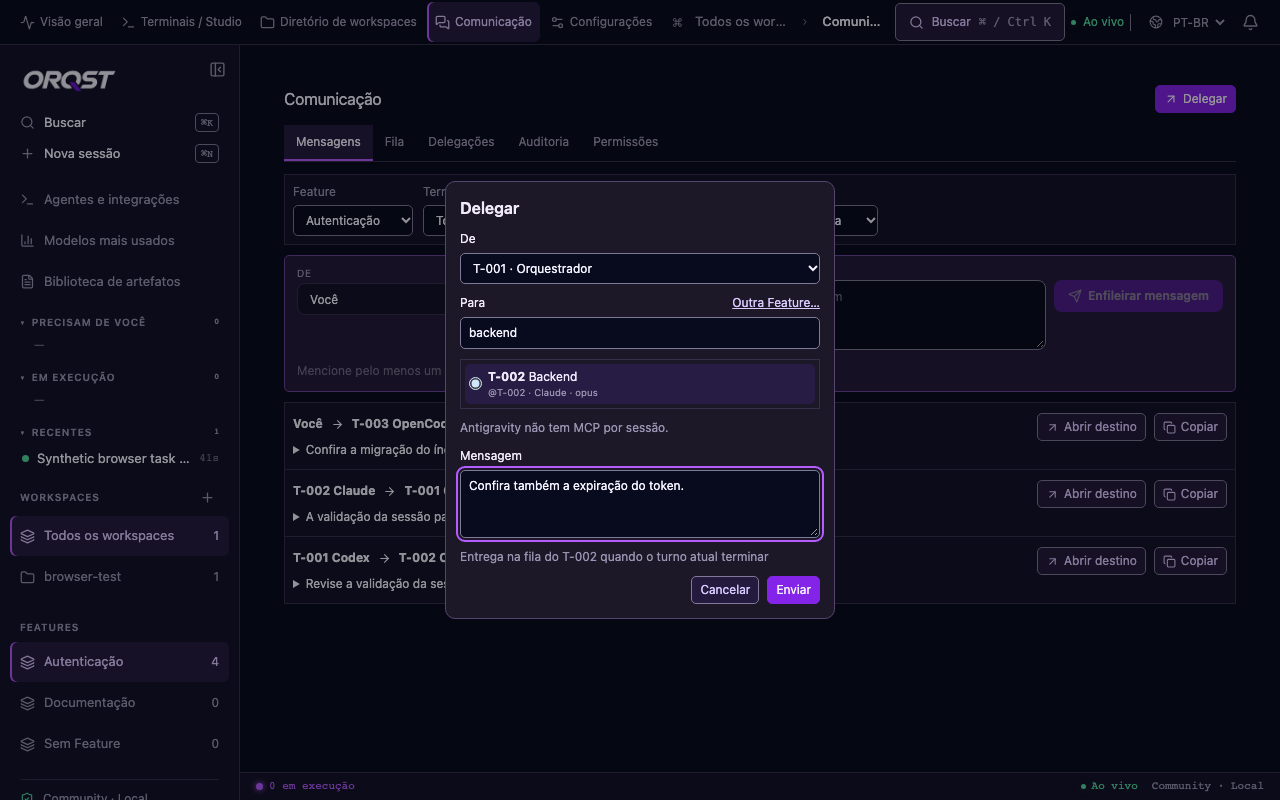 Visão geral
Terminais / Studio
Diretório de workspaces
Comunicação
Configurações
⌘ Todos os wor... › Comuni...
Buscar ⌘ / Ctrl K
Ao vivo
PT-BR
ORQST
Buscar ⌘K
Nova sessão ⌘N
Agentes e integrações
Modelos mais usados
Biblioteca de artefatos
PRECISAM DE VOCÊ 0
—
EM EXECUÇÃO 0
—
RECENTES 1
Synthetic browser task ... 41s
WORKSPACES +
Todos os workspaces 1
browser-test 1
FEATURES
Autenticação 4
Documentação 0
Sem Feature 0
Community · Local
Comunicação
Delegar
Mensagens
Fila
Delegações
Auditoria
Permissões
Feature
Autenticação
DE
Você
Mencione pelo menos um
Enfileirar mensagem
Você → T-003
Confira a migração do
Abrir destino
Copiar
T-002 Claude → T-001
A validação da sessão
Abrir destino
Copiar
T-001 Codex → T-002
Revise a validação da
Abrir destino
Copiar
Delegar
De
T-001 · Orquestrador
Para
Outra Feature...
backend
T-002 Backend
@T-002 · Claude · opus
Antigravity não tem MCP por sessão.
Mensagem
Confira também a expiração do token.
Entrega na fila do T-002 quando o turno atual terminar
Cancelar
Enviar
0 em execução
Ao vivo
Community · Local